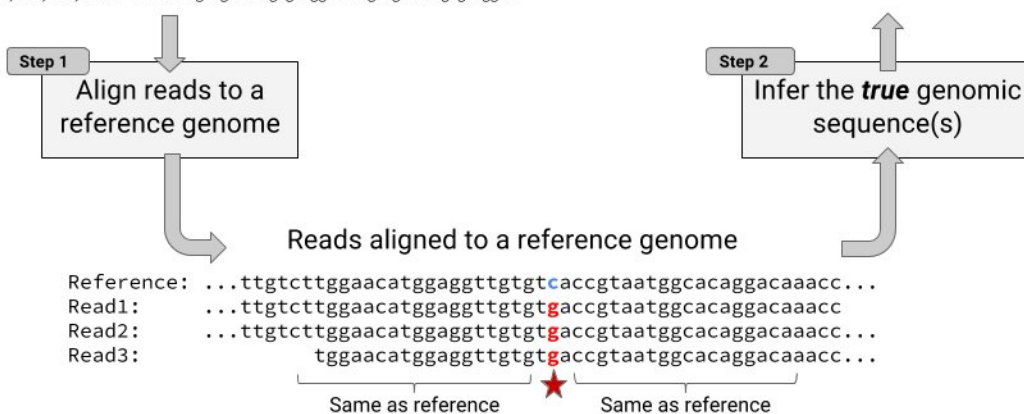 Step 1
Align reads to a
reference genome
Step 2
Infer the true genomic
sequence(s)
Reads aligned to a reference genome
Reference: ...ttgtcttggaacatggaggttgtgtcaccgtaatggcacaggacaaacc...
Read1: ...ttgtcttggaacatggaggttgtgtgaccgtaatggcacaggacaaacc
Read2: ...ttgtcttggaacatggaggttgtgtgaccgtaatggcacaggacaaacc...
Read3: tggaacatggaggttgtgtgaccgtaatggcacaggacaaacc...
Same as reference Same as reference